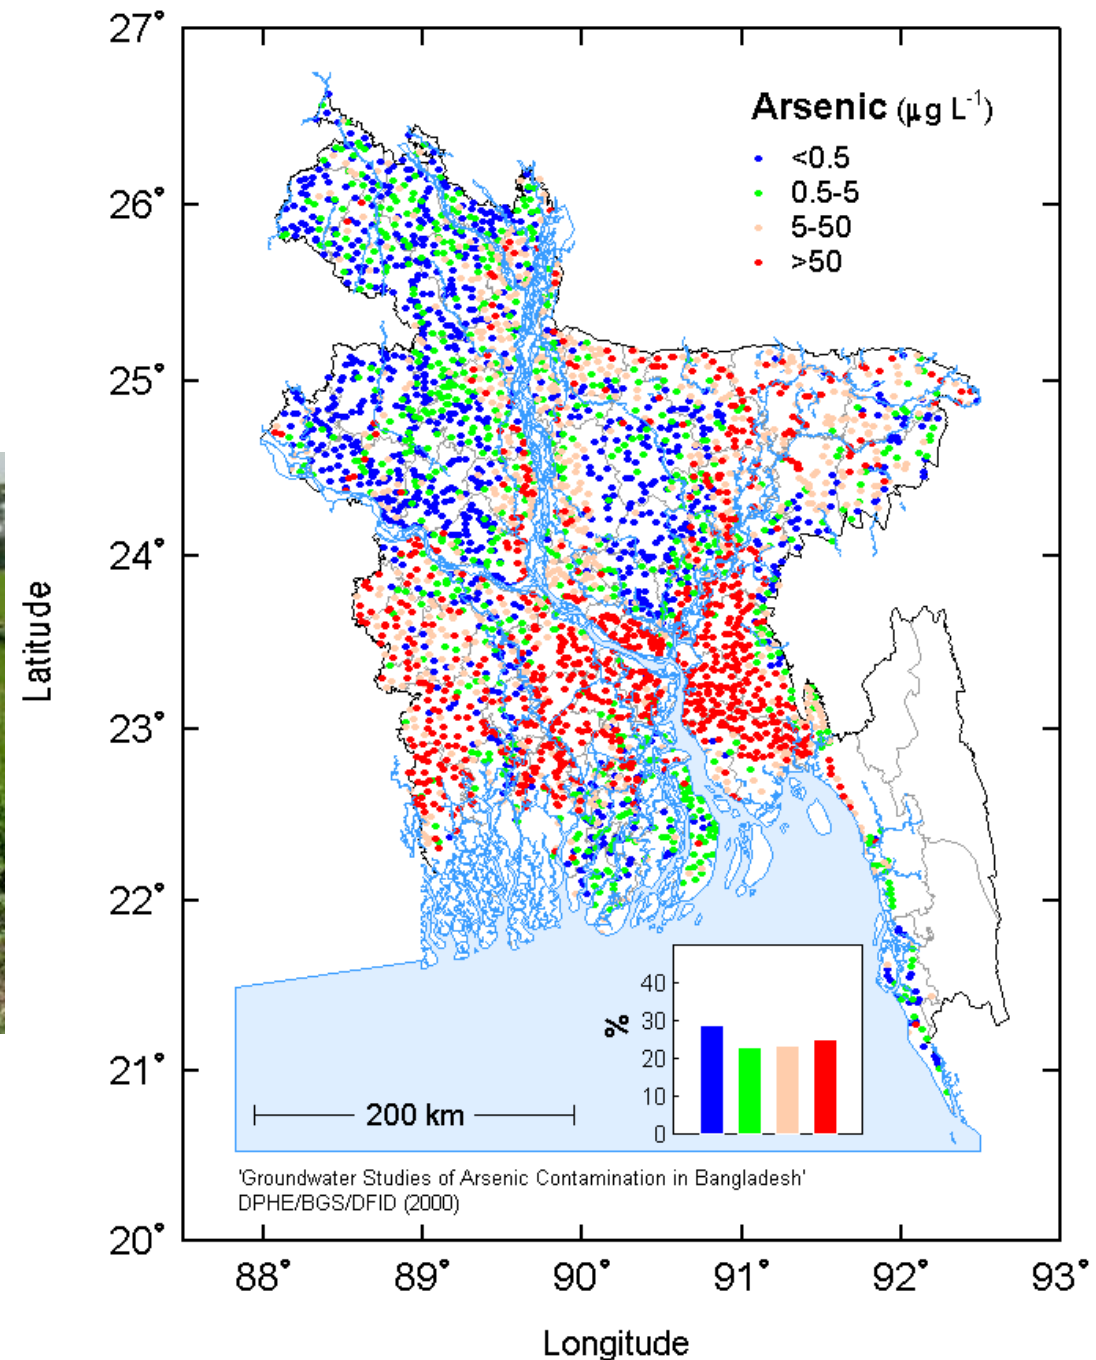 27°
26°
25°
24°
23°
22°
21°
20°
Latitude
Arsenic (µg L-1)
<0.5
0.5-5
5-50
>50
%
40
30
20
10
0
200 km
'Groundwater Studies of Arsenic Contamination in Bangladesh'
DPHE/BGS/DFID (2000)
88° 89° 90° 91° 92° 93°
Longitude